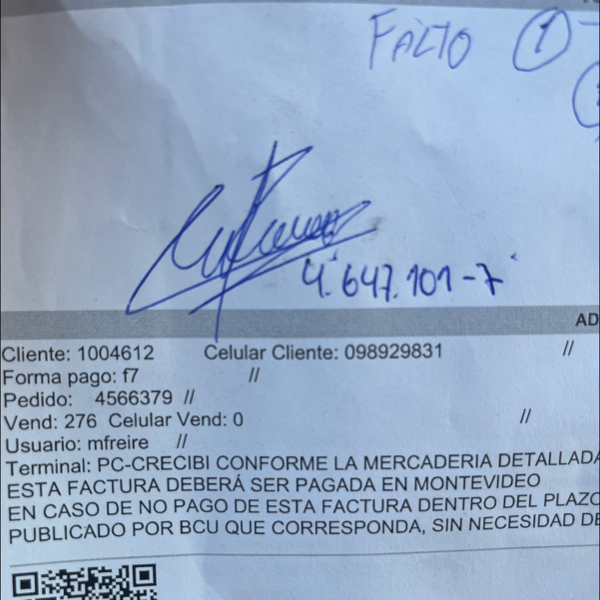 FALTO 1
4.647.101-7
AD
Cliente: 1004612 Celular Cliente: 098929831 //
Forma pago: f7 //
Pedido: 4566379 //
Vend: 276 Celular Vend: 0 //
Usuario: mfreire //
Terminal: PC-CRECIBI CONFORME LA MERCADERIA DETALLADA
ESTA FACTURA DEBERÁ SER PAGADA EN MONTEVIDEO
EN CASO DE NO PAGO DE ESTA FACTURA DENTRO DEL PLAZO
PUBLICADO POR BCU QUE CORRESPONDA, SIN NECESIDAD DE